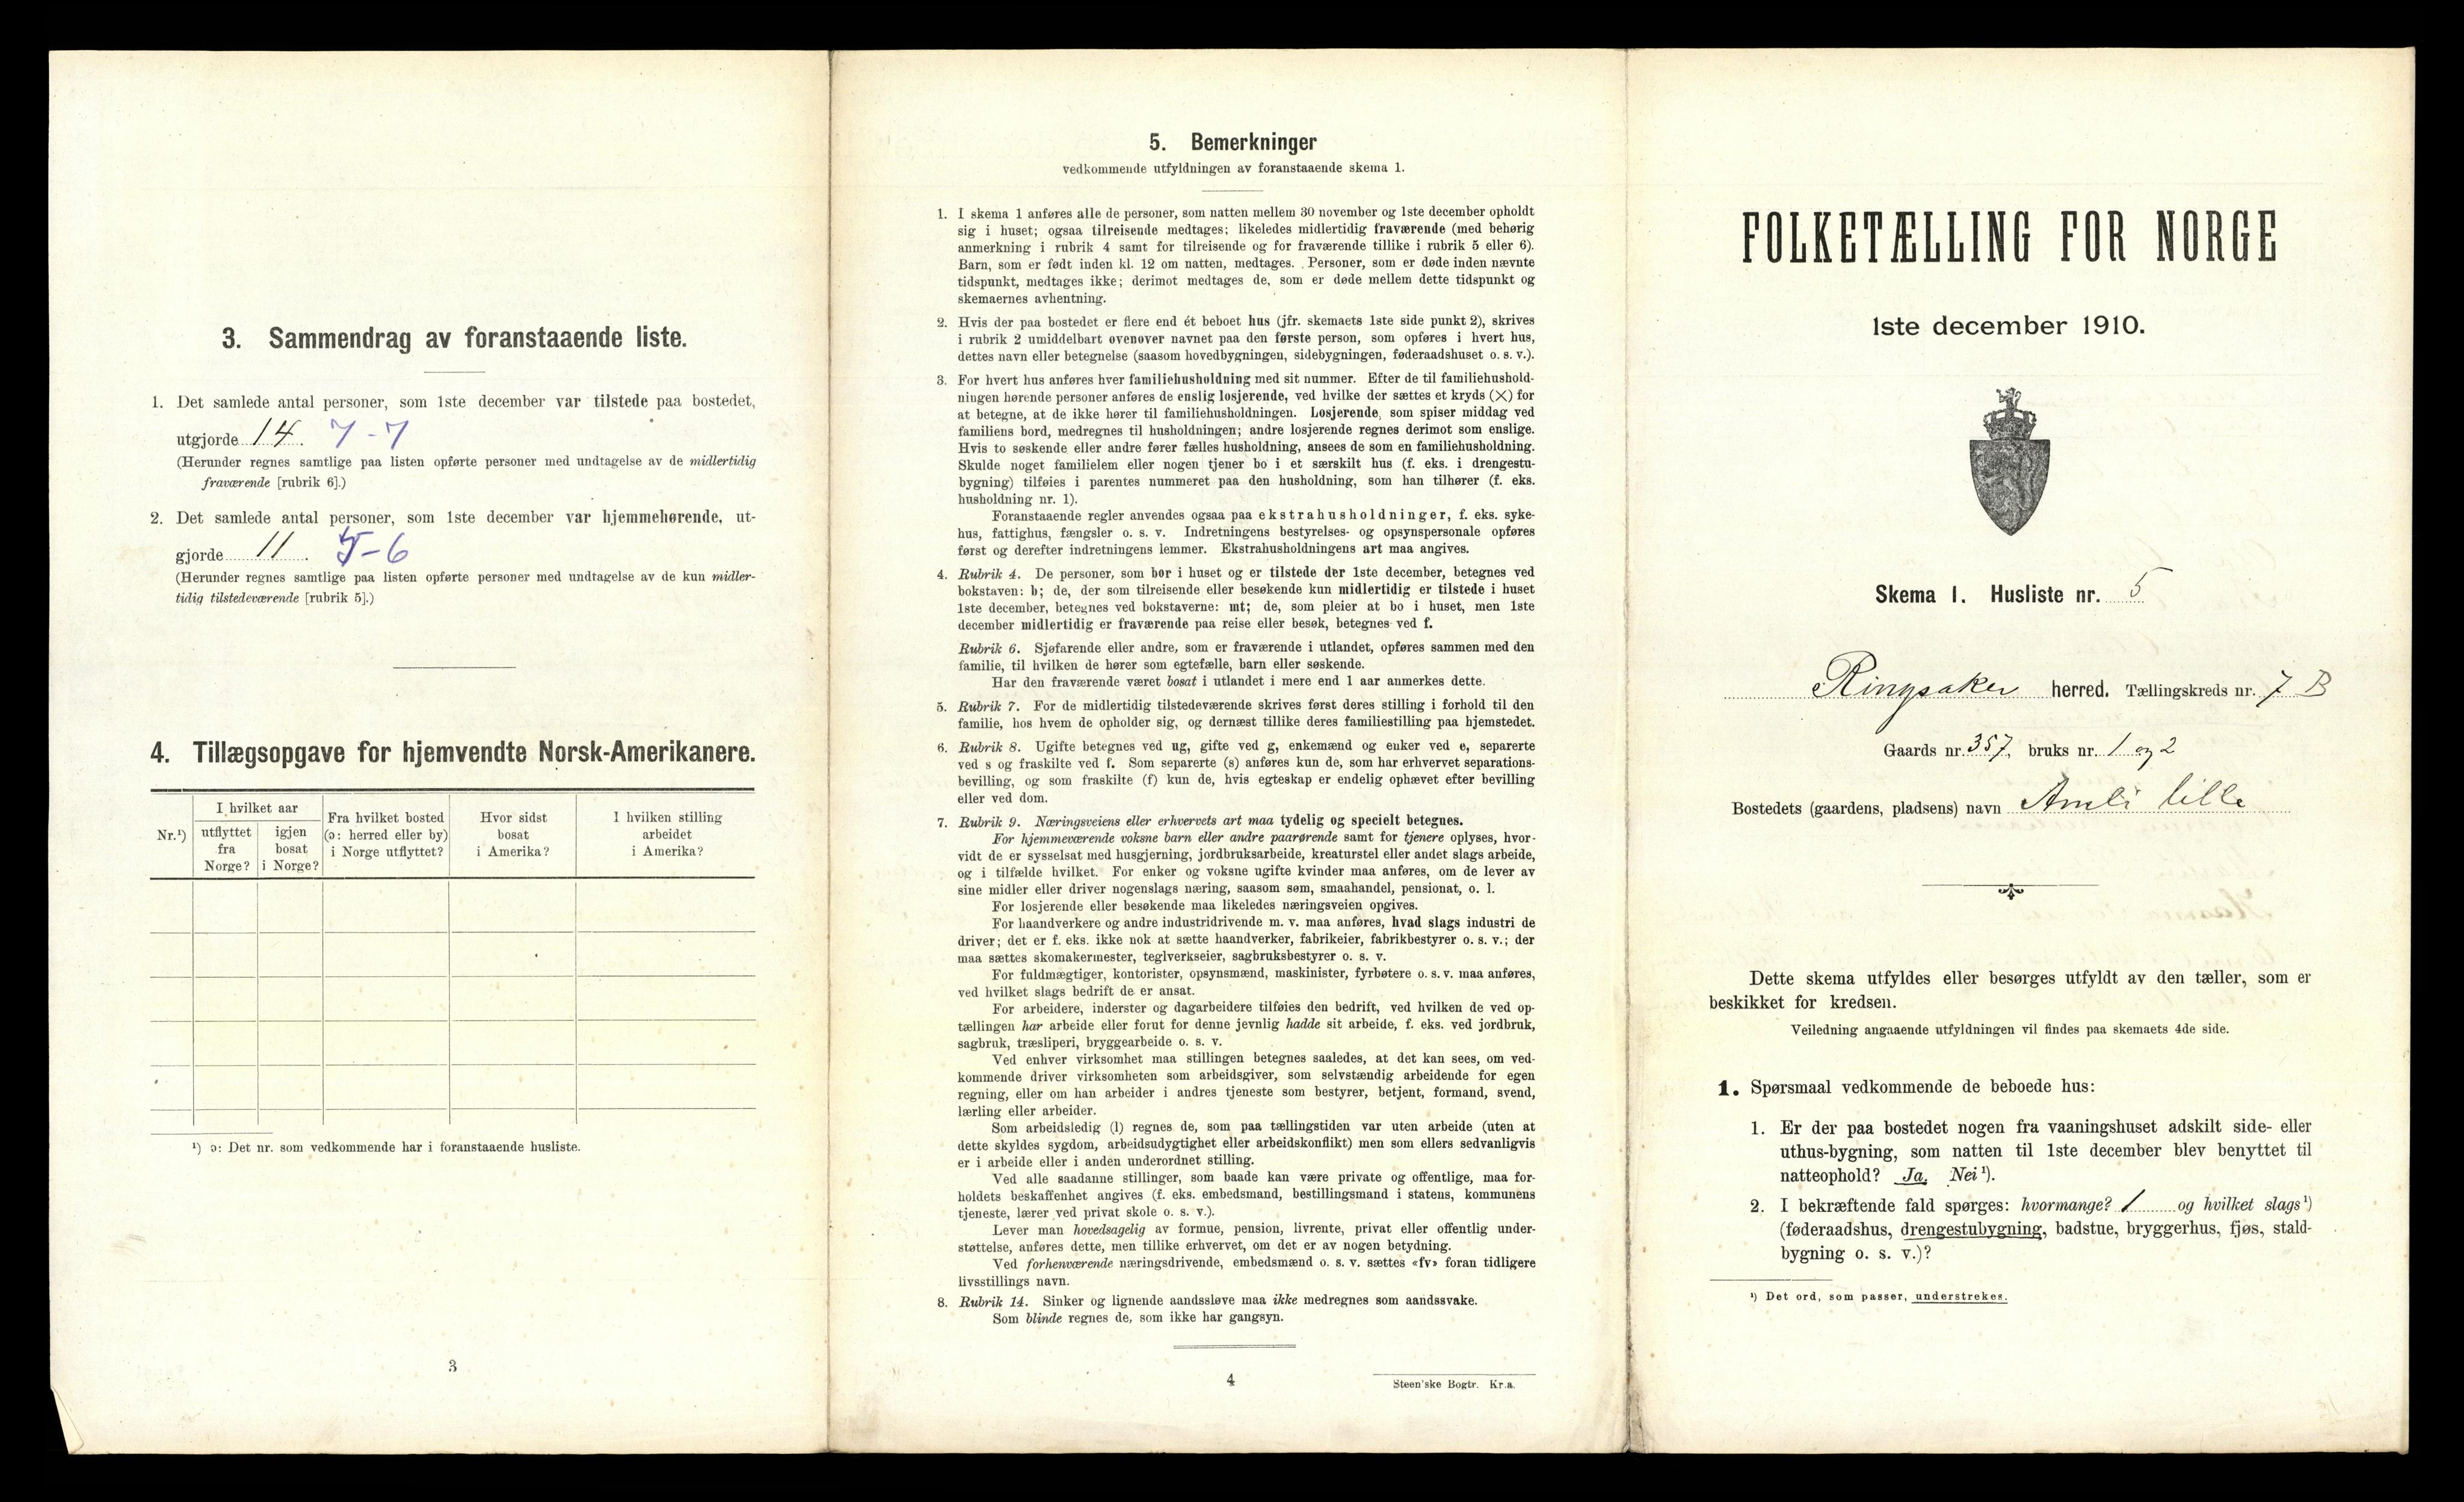 3. Sammendrag av foranstaaende liste.
1. Det samlede antal personer, som 1ste december var tilstede paa bostedet,
utgjorde 14. 7-7
(Herunder regnes samtlige paa listen opførte personer med undtagelse av de midlertidig
fraværende [rubrik 6].)
2. Det samlede antal personer, som 1ste december var hjemmehørende, ut-
gjorde 11. 5-6
(Herunder regnes samtlige paa listen opførte personer med undtagelse av de kun midler-
tidig tilstedeværende [rubrik 5].)
4. Tillægsopgave for hjemvendte Norsk-Amerikanere.
Nr.¹)
I hvilket aar
utflyttet
fra
Norge?
igjen
bosat
i Norge?
Fra hvilket bosted
(ɔ: herred eller by)
i Norge utflyttet?
Hvor sidst
bosat
i Amerika?
I hvilken stilling
arbeidet
i Amerika?
¹) ɔ: Det nr. som vedkommende har i foranstaaende husliste.
3
5. Bemerkninger
vedkommende utfyldningen av foranstaaende skema 1.
1. I skema 1 anføres alle de personer, som natten mellem 30 november og 1ste december opholdt
sig i huset; ogsaa tilreisende medtages; likeledes midlertidig fraværende (med behørig
anmerkning i rubrik 4 samt for tilreisende og for fraværende tillike i rubrik 5 eller 6).
Barn, som er født inden kl. 12 om natten, medtages. Personer, som er døde inden nævnte
tidspunkt, medtages ikke; derimot medtages de, som er døde mellem dette tidspunkt og
skemaernes avhentning.
2. Hvis der paa bostedet er flere end ét beboet hus (jfr. skemaets 1ste side punkt 2), skrives
i rubrik 2 umiddelbart ovenover navnet paa den første person, som opføres i hvert hus,
dettes navn eller betegnelse (saasom hovedbygningen, sidebygningen, føderaadshuset o. s. v.).
3. For hvert hus anføres hver familiehusholdning med sit nummer. Efter de til familiehushold-
ningen hørende personer anføres de enslig losjerende, ved hvilke der sættes et kryds (×) for
at betegne, at de ikke hører til familiehusholdningen. Losjerende, som spiser middag ved
familiens bord, medregnes til husholdningen; andre losjerende regnes derimot som enslige.
Hvis to søskende eller andre fører fælles husholdning, ansees de som en familiehusholdning.
Skulde noget familielem eller nogen tjener bo i et særskilt hus (f. eks. i drengestu-
bygning) tilføies i parentes nummeret paa den husholdning, som han tilhører (f. eks.
husholdning nr. 1).
Foranstaaende regler anvendes ogsaa paa ekstrahusholdninger, f. eks. syke-
hus, fattighus, fængsler o. s. v. Indretningens bestyrelses- og opsynspersonale opføres
først og derefter indretningens lemmer. Ekstrahusholdningens art maa angives.
4. Rubrik 4. De personer, som bor i huset og er tilstede der 1ste december, betegnes ved
bokstaven: b; de, der som tilreisende eller besøkende kun midlertidig er tilstede i huset
1ste december, betegnes ved bokstaverne: mt; de, som pleier at bo i huset, men 1ste
december midlertidig er fraværende paa reise eller besøk, betegnes ved f.
Rubrik 6. Sjøfarende eller andre, som er fraværende i utlandet, opføres sammen med den
familie, til hvilken de hører som egtefælle, barn eller søskende.
Har den fraværende været bosat i utlandet i mere end 1 aar anmerkes dette.
5. Rubrik 7. For de midlertidig tilstedeværende skrives først deres stilling i forhold til den
familie, hos hvem de opholder sig, og dernæst tillike deres familiestilling paa hjemstedet.
6. Rubrik 8. Ugifte betegnes ved ug, gifte ved g, enkemænd og enker ved e, separerte
ved s og fraskilte ved f. Som separerte (s) anføres kun de, som har erhvervet separations-
bevilling, og som fraskilte (f) kun de, hvis egteskap er endelig ophævet efter bevilling
eller ved dom.
7. Rubrik 9. Næringsveiens eller erhvervets art maa tydelig og specielt betegnes.
For hjemmeværende voksne barn eller andre paarørende samt for tjenere oplyses, hvor-
vidt de er sysselsat med husgjerning, jordbruksarbeide, kreaturstel eller andet slags arbeide,
og i tilfælde hvilket. For enker og voksne ugifte kvinder maa anføres, om de lever av
sine midler eller driver nogenslags næring, saasom søm, smaahandel, pensionat, o. l.
For losjerende eller besøkende maa likeledes næringsveien opgives.
For haandverkere og andre industridrivende m. v. maa anføres, hvad slags industri de
driver; det er f. eks. ikke nok at sætte haandverker, fabrikeier, fabrikbestyrer o. s. v.; der
maa sættes skomakermester, teglverkseier, sagbruksbestyrer o. s. v.
For fuldmægtiger, kontorister, opsynsmænd, maskinister, fyrbøtere o. s. v. maa anføres,
ved hvilket slags bedrift de er ansat.
For arbeidere, inderster og dagarbeidere tilføies den bedrift, ved hvilken de ved op-
tællingen har arbeide eller forut for denne jevnlig hadde sit arbeide, f. eks. ved jordbruk,
sagbruk, træsliperi, bryggearbeide o. s. v.
Ved enhver virksomhet maa stillingen betegnes saaledes, at det kan sees, om ved-
kommende driver virksomheten som arbeidsgiver, som selvstændig arbeidende for egen
regning, eller om han arbeider i andres tjeneste som bestyrer, betjent, formand, svend,
lærling eller arbeider.
Som arbeidsledig (l) regnes de, som paa tællingstiden var uten arbeide (uten at
dette skyldes sygdom, arbeidsudygtighet eller arbeidskonflikt) men som ellers sedvanligvis
er i arbeide eller i anden underordnet stilling.
Ved alle saadanne stillinger, som baade kan være private og offentlige, maa for-
holdets beskaffenhet angives (f. eks. embedsmand, bestillingsmand i statens, kommunens
tjeneste, lærer ved privat skole o. s. v.).
Lever man hovedsagelig av formue, pension, livrente, privat eller offentlig under-
støttelse, anføres dette, men tillike erhvervet, om det er av nogen betydning.
Ved forhenværende næringsdrivende, embedsmænd o. s. v. sættes «fv» foran tidligere
livsstillings navn.
8. Rubrik 14. Sinker og lignende aandssløve maa ikke medregnes som aandssvake.
Som blinde regnes de, som ikke har gangsyn.
4
Steen'ske Bogtr. Kr.a.
FOLKETÆLLING FOR NORGE
1ste december 1910.
Skema 1. Husliste nr. 5
Ringsaker herred. Tællingskreds nr. 7 B
Gaards nr. 357, bruks nr. 1 og 2
Bostedets (gaardens, pladsens) navn Amli lille
Dette skema utfyldes eller besørges utfyldt av den tæller, som er
beskikket for kredsen.
Veiledning angaaende utfyldningen vil findes paa skemaets 4de side.
1. Spørsmaal vedkommende de beboede hus:
1. Er der paa bostedet nogen fra vaaningshuset adskilt side- eller
uthus-bygning, som natten til 1ste december blev benyttet til
natteophold? Ja. Nei¹).
2. I bekræftende fald spørges: hvormange? 1 og hvilket slags¹)
(føderaadshus, drengestubygning, badstue, bryggerhus, fjøs, stald-
bygning o. s. v.)?
¹) Det ord, som passer, understrekes.